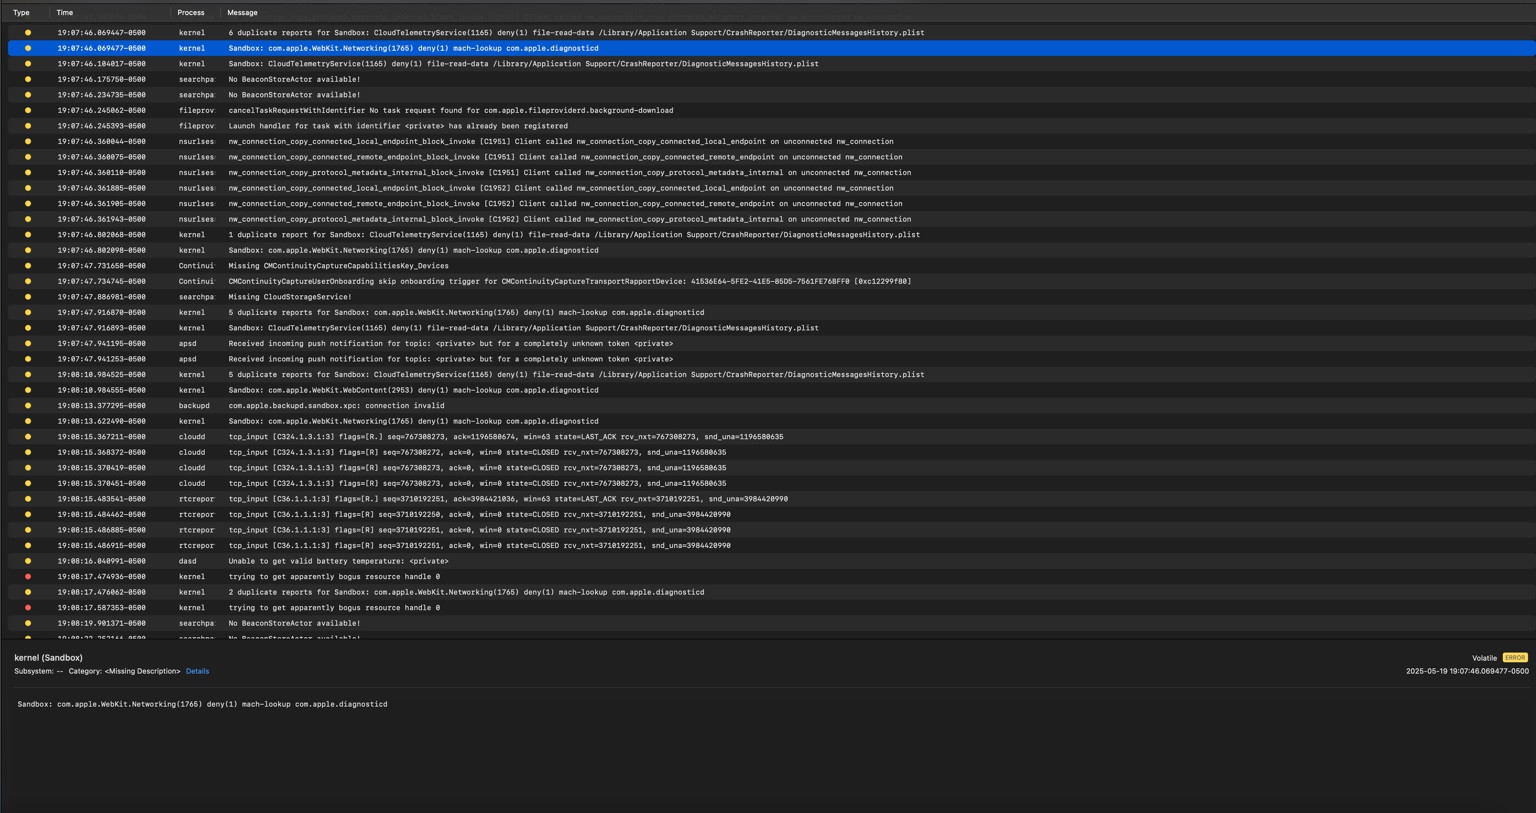 Type Time Process Message
19:07:46.069447-0500 kernel 6 duplicate reports for Sandbox: CloudTelemetryService(1165) deny(1) file-read-data /Library/Application Support/CrashReporter/DiagnosticMessagesHistory.plist
19:07:46.069477-0500 kernel Sandbox: com.apple.WebKit.Networking(1765) deny(1) mach-lookup com.apple.diagnosticd
19:07:46.104017-0500 kernel Sandbox: CloudTelemetryService(1165) deny(1) file-read-data /Library/Application Support/CrashReporter/DiagnosticMessagesHistory.plist
19:07:46.175750-0500 searchpa No BeaconStoreActor available!
19:07:46.234735-0500 searchpa No BeaconStoreActor available!
19:07:46.245062-0500 fileprov cancelTaskRequestWithIdentifier No task request found for com.apple.fileproviderd.background-download
19:07:46.245393-0500 fileprov Launch handler for task with identifier <private> has already been registered
19:07:46.360044-0500 nsurlses nw_connection_copy_connected_local_endpoint_block_invoke [C1951] Client called nw_connection_copy_connected_local_endpoint on unconnected nw_connection
19:07:46.360075-0500 nsurlses nw_connection_copy_connected_remote_endpoint_block_invoke [C1951] Client called nw_connection_copy_connected_remote_endpoint on unconnected nw_connection
19:07:46.360110-0500 nsurlses nw_connection_copy_protocol_metadata_internal_block_invoke [C1951] Client called nw_connection_copy_protocol_metadata_internal on unconnected nw_connection
19:07:46.361885-0500 nsurlses nw_connection_copy_connected_local_endpoint_block_invoke [C1952] Client called nw_connection_copy_connected_local_endpoint on unconnected nw_connection
19:07:46.361905-0500 nsurlses nw_connection_copy_connected_remote_endpoint_block_invoke [C1952] Client called nw_connection_copy_connected_remote_endpoint on unconnected nw_connection
19:07:46.361943-0500 nsurlses nw_connection_copy_protocol_metadata_internal_block_invoke [C1952] Client called nw_connection_copy_protocol_metadata_internal on unconnected nw_connection
19:07:46.802068-0500 kernel 1 duplicate report for Sandbox: CloudTelemetryService(1165) deny(1) file-read-data /Library/Application Support/CrashReporter/DiagnosticMessagesHistory.plist
19:07:46.802098-0500 kernel Sandbox: com.apple.WebKit.Networking(1765) deny(1) mach-lookup com.apple.diagnosticd
19:07:47.731658-0500 Continui Missing CMContinuityCaptureCapabilitiesKey_Devices
19:07:47.734745-0500 Continui CMContinuityCaptureUserOnboarding skip onboarding trigger for CMContinuityCaptureTransportRapportDevice: 41536E64-5FE2-41E5-85D5-7561FE76BFF0 [0xc12299f80]
19:07:47.886981-0500 searchpa Missing CloudStorageService!
19:07:47.916870-0500 kernel 5 duplicate reports for Sandbox: com.apple.WebKit.Networking(1765) deny(1) mach-lookup com.apple.diagnosticd
19:07:47.916893-0500 kernel Sandbox: CloudTelemetryService(1165) deny(1) file-read-data /Library/Application Support/CrashReporter/DiagnosticMessagesHistory.plist
19:07:47.941195-0500 apsd Received incoming push notification for topic: <private> but for a completely unknown token <private>
19:07:47.941253-0500 apsd Received incoming push notification for topic: <private> but for a completely unknown token <private>
19:08:10.984525-0500 kernel 5 duplicate reports for Sandbox: CloudTelemetryService(1165) deny(1) file-read-data /Library/Application Support/CrashReporter/DiagnosticMessagesHistory.plist
19:08:10.984555-0500 kernel Sandbox: com.apple.WebKit.WebContent(2953) deny(1) mach-lookup com.apple.diagnosticd
19:08:13.377295-0500 backupd com.apple.backupd.sandbox.xpc: connection invalid
19:08:13.622490-0500 kernel Sandbox: com.apple.WebKit.Networking(1765) deny(1) mach-lookup com.apple.diagnosticd
19:08:15.367211-0500 cloudd tcp_input [C324.1.3.1:3] flags=[R.] seq=767308273, ack=1196580674, win=63 state=LAST_ACK rcv_nxt=767308273, snd_una=1196580635
19:08:15.368372-0500 cloudd tcp_input [C324.1.3.1:3] flags=[R] seq=767308272, ack=0, win=0 state=CLOSED rcv_nxt=767308273, snd_una=1196580635
19:08:15.370419-0500 cloudd tcp_input [C324.1.3.1:3] flags=[R] seq=767308273, ack=0, win=0 state=CLOSED rcv_nxt=767308273, snd_una=1196580635
19:08:15.370451-0500 cloudd tcp_input [C324.1.3.1:3] flags=[R] seq=767308273, ack=0, win=0 state=CLOSED rcv_nxt=767308273, snd_una=1196580635
19:08:15.483541-0500 rtcrepor tcp_input [C36.1.1.1:3] flags=[R.] seq=3710192251, ack=3984421036, win=63 state=LAST_ACK rcv_nxt=3710192251, snd_una=3984420990
19:08:15.484462-0500 rtcrepor tcp_input [C36.1.1.1:3] flags=[R] seq=3710192250, ack=0, win=0 state=CLOSED rcv_nxt=3710192251, snd_una=3984420990
19:08:15.486885-0500 rtcrepor tcp_input [C36.1.1.1:3] flags=[R] seq=3710192251, ack=0, win=0 state=CLOSED rcv_nxt=3710192251, snd_una=3984420990
19:08:15.486915-0500 rtcrepor tcp_input [C36.1.1.1:3] flags=[R] seq=3710192251, ack=0, win=0 state=CLOSED rcv_nxt=3710192251, snd_una=3984420990
19:08:16.040991-0500 dasd Unable to get valid battery temperature: <private>
19:08:17.474936-0500 kernel trying to get apparently bogus resource handle 0
19:08:17.476062-0500 kernel 2 duplicate reports for Sandbox: com.apple.WebKit.Networking(1765) deny(1) mach-lookup com.apple.diagnosticd
19:08:17.587353-0500 kernel trying to get apparently bogus resource handle 0
19:08:19.901371-0500 searchpa No BeaconStoreActor available!
kernel (Sandbox) Volatile ERROR
Subsystem: -- Category: <Missing Description> Details 2025-05-19 19:07:46.069477-0500
Sandbox: com.apple.WebKit.Networking(1765) deny(1) mach-lookup com.apple.diagnosticd